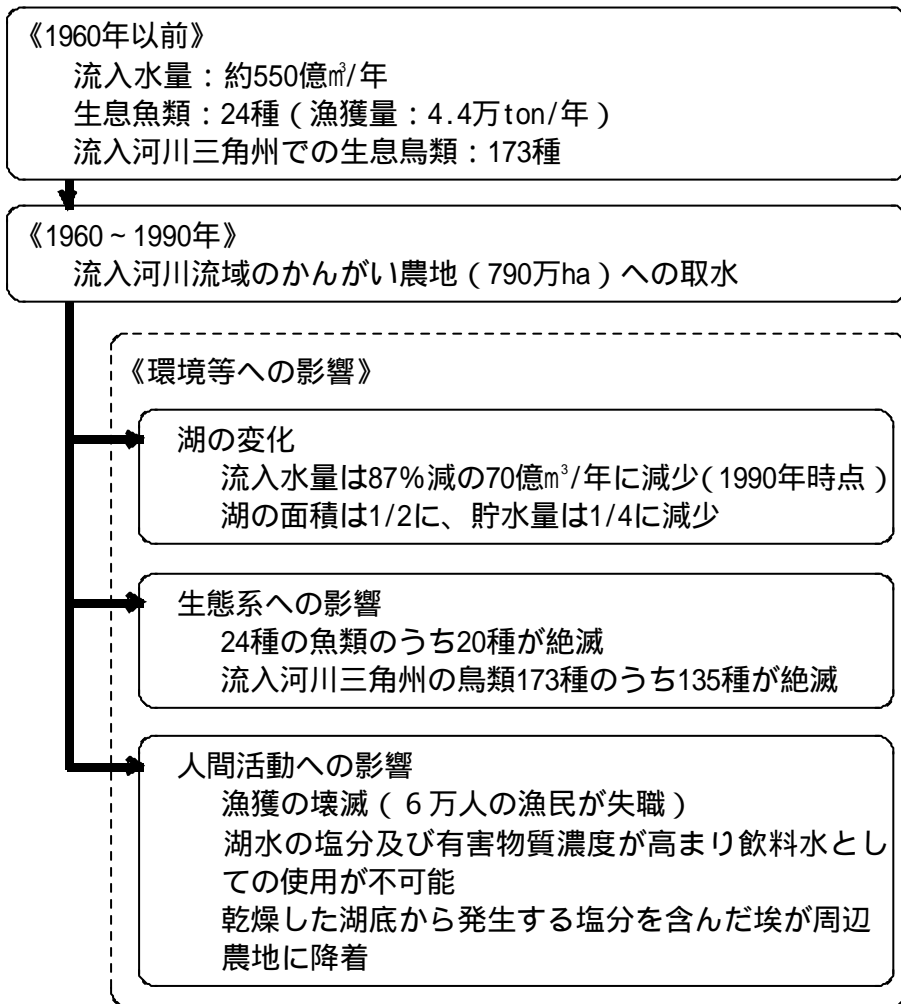 《1960年以前》
流入水量：約550億㎥/年
生息魚類：24種（漁獲量：4.4万ton/年）
流入河川三角州での生息鳥類：173種
《1960～1990年》
流入河川流域のかんがい農地（790万ha）への取水
《環境等への影響》
湖の変化
流入水量は87%減の70億m³/年に減少(1990年時点）
湖の面積は1/2に、貯水量は1/4に減少
生態系への影響
24種の魚類のうち20種が絶滅
流入河川三角州の鳥類173種のうち135種が絶滅
人間活動への影響
漁獲の壊滅（６万人の漁民が失職）
湖水の塩分及び有害物質濃度が高まり飲料水とし
ての使用が不可能
乾燥した湖底から発生する塩分を含んだ埃が周辺
農地に降着